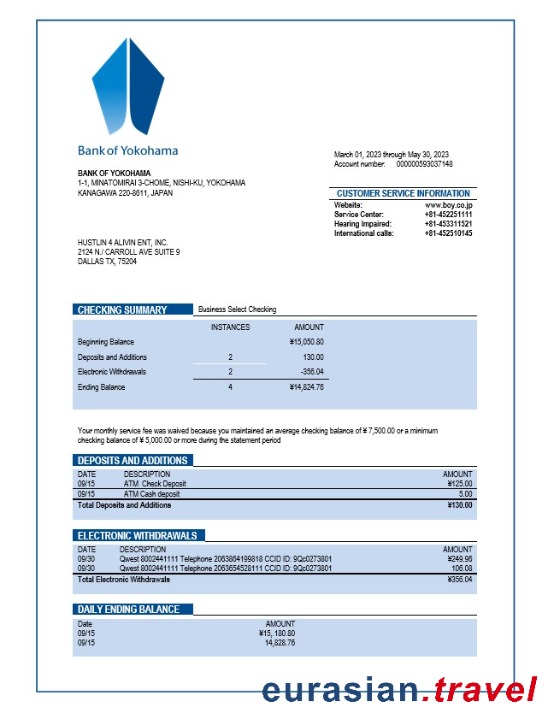 Bank of Yokohama
BANK OF YOKOHAMA
1-1, MINATOMIRAI 3-CHOME, NISHI-KU, YOKOHAMA
KANAGAWA 220-8611, JAPAN
March 01, 2023 through May 30, 2023
Account number: 000000593037148
CUSTOMER SERVICE INFORMATION
Website: www.boy.co.jp
Service Center: +81-452251111
Hearing Impaired: +81-453311521
International calls: +81-452510145
HUSTLIN 4 ALIVIN ENT, INC.
2124 N./ CARROLL AVE SUITE 9
DALLAS TX, 75204
CHECKING SUMMARY Business Select Checking
INSTANCES AMOUNT
Beginning Balance ¥15,050.80
Deposits and Additions 2 130.00
Electronic Withdrawals 2 -356.04
Ending Balance 4 ¥14,824.76
Your monthly service fee was waived because you maintained an average checking balance of ¥ 7,500.00 or a minimum
checking balance of ¥ 5,000.00 or more during the statement period
DEPOSITS AND ADDITIONS
DATE DESCRIPTION AMOUNT
09/15 ATM Check Deposit ¥125.00
09/15 ATM Cash deposit 5.00
Total Deposits and Additions ¥130.00
ELECTRONIC WITHDRAWALS
DATE DESCRIPTION AMOUNT
09/30 Qwest 8002441111 Telephone 2063864199818 CCID ID: 9Qc0273801 ¥249.96
09/30 Qwest 8002441111 Telephone 2063654528111 CCID ID: 9Qc0273801 106.08
Total Electronic Withdrawals ¥356.04
DAILY ENDING BALANCE
Date AMOUNT
09/15 ¥15, 180.80
09/15 14,828.76
eurasian.travel